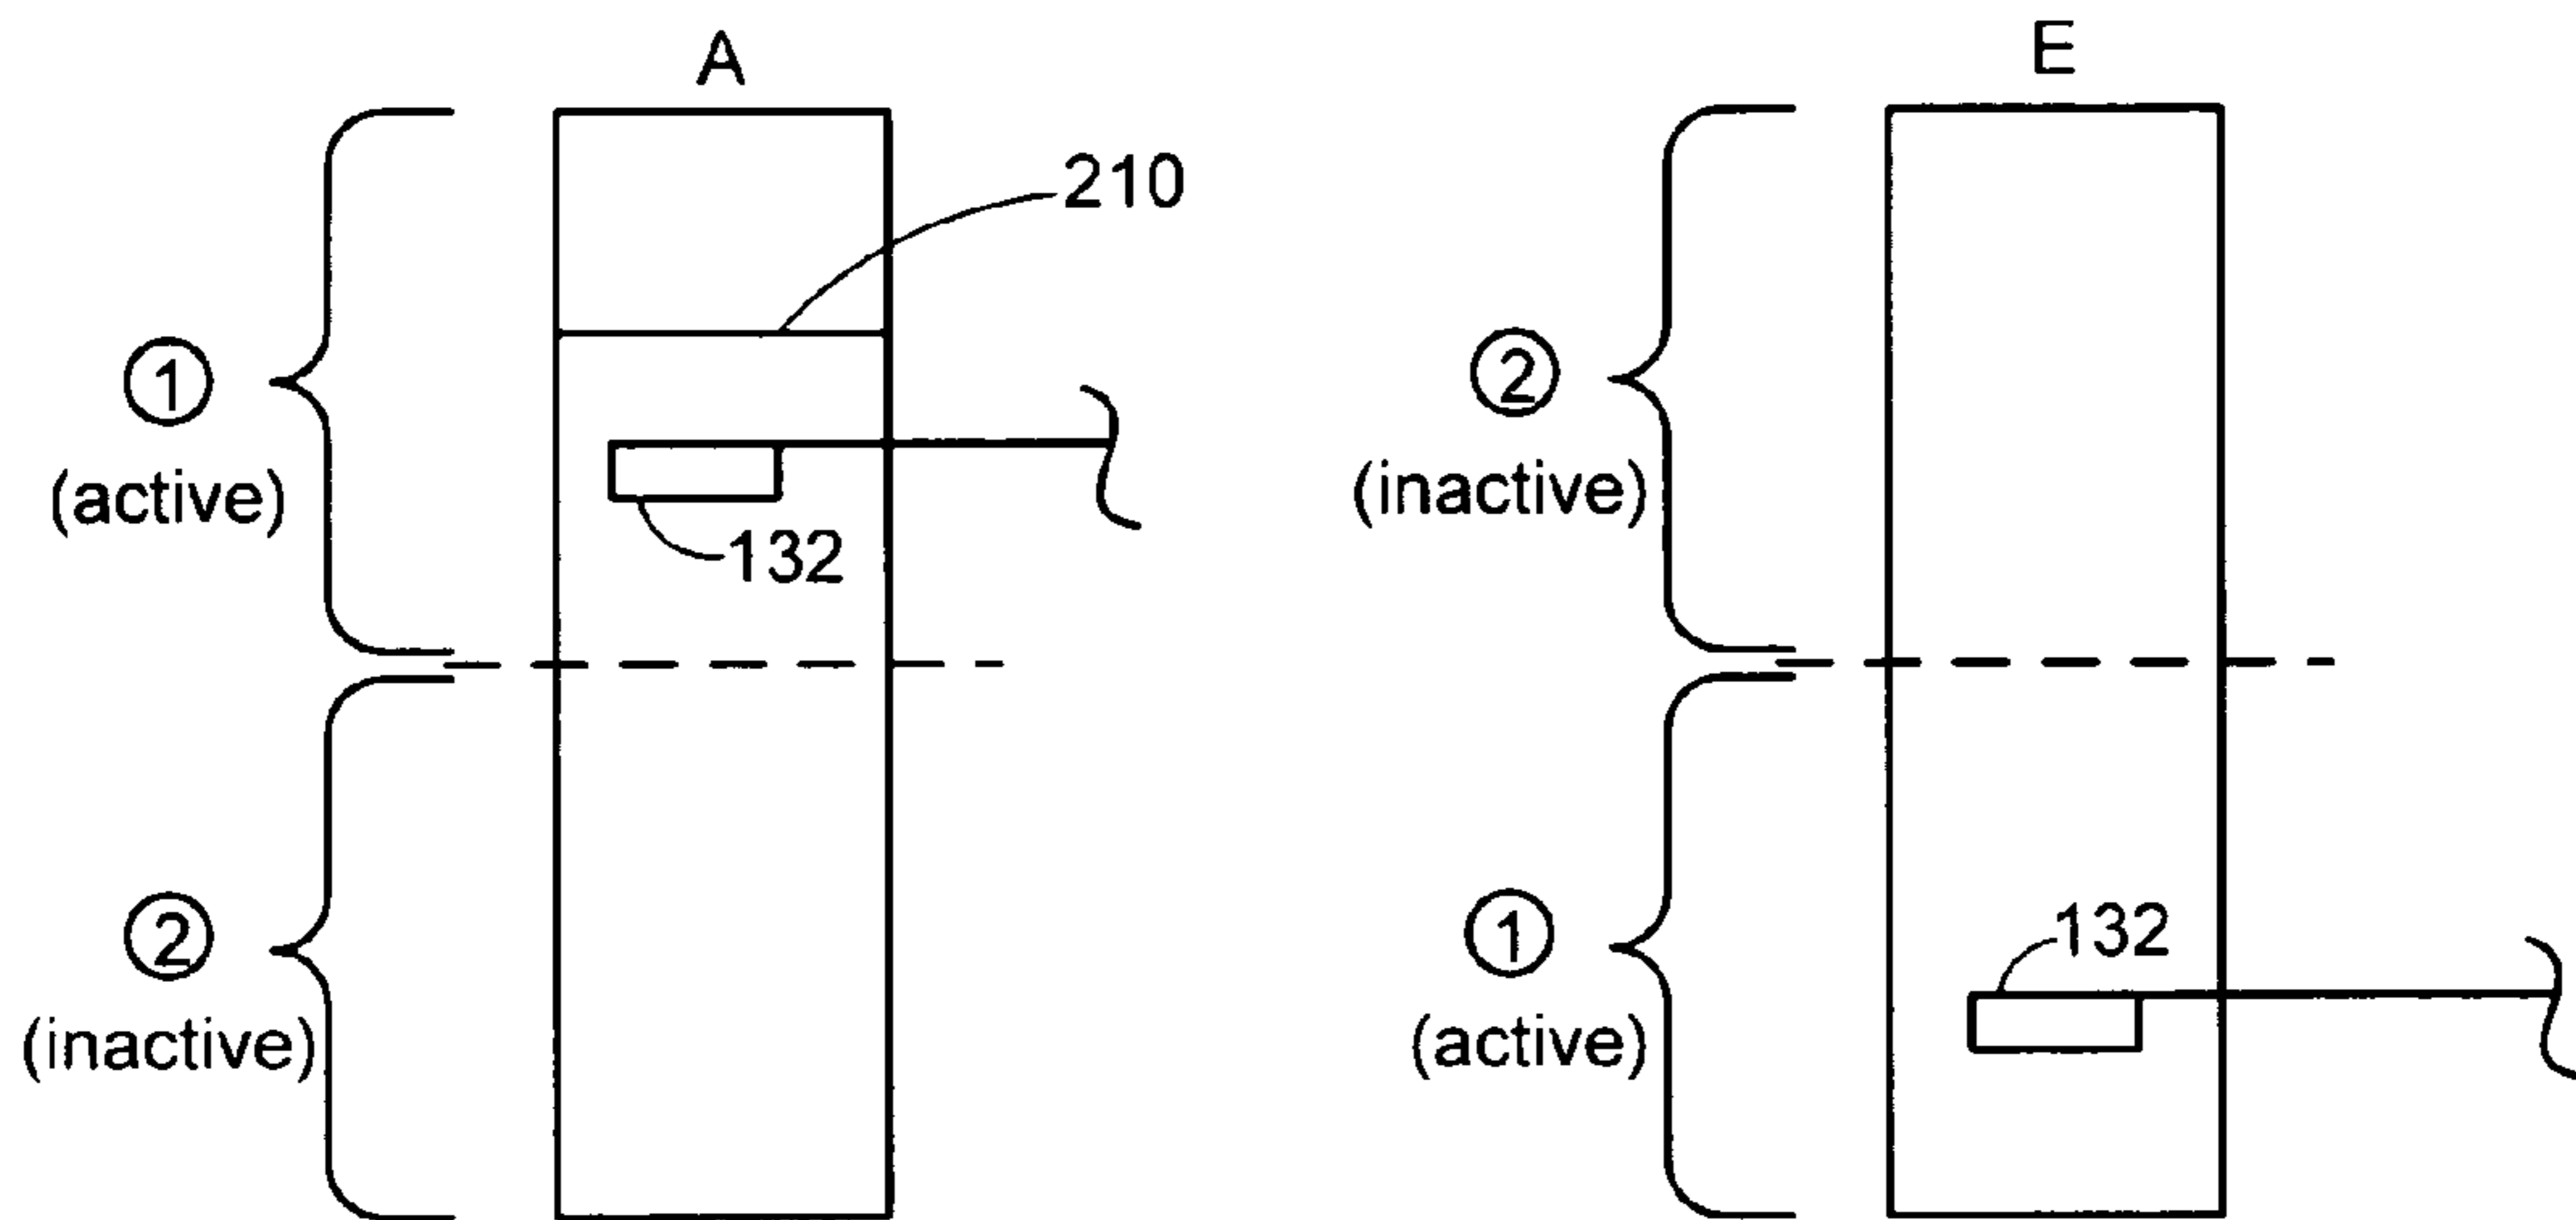 A
210
①
(active)
132
②
(inactive)
E
②
(inactive)
①
(active)
132